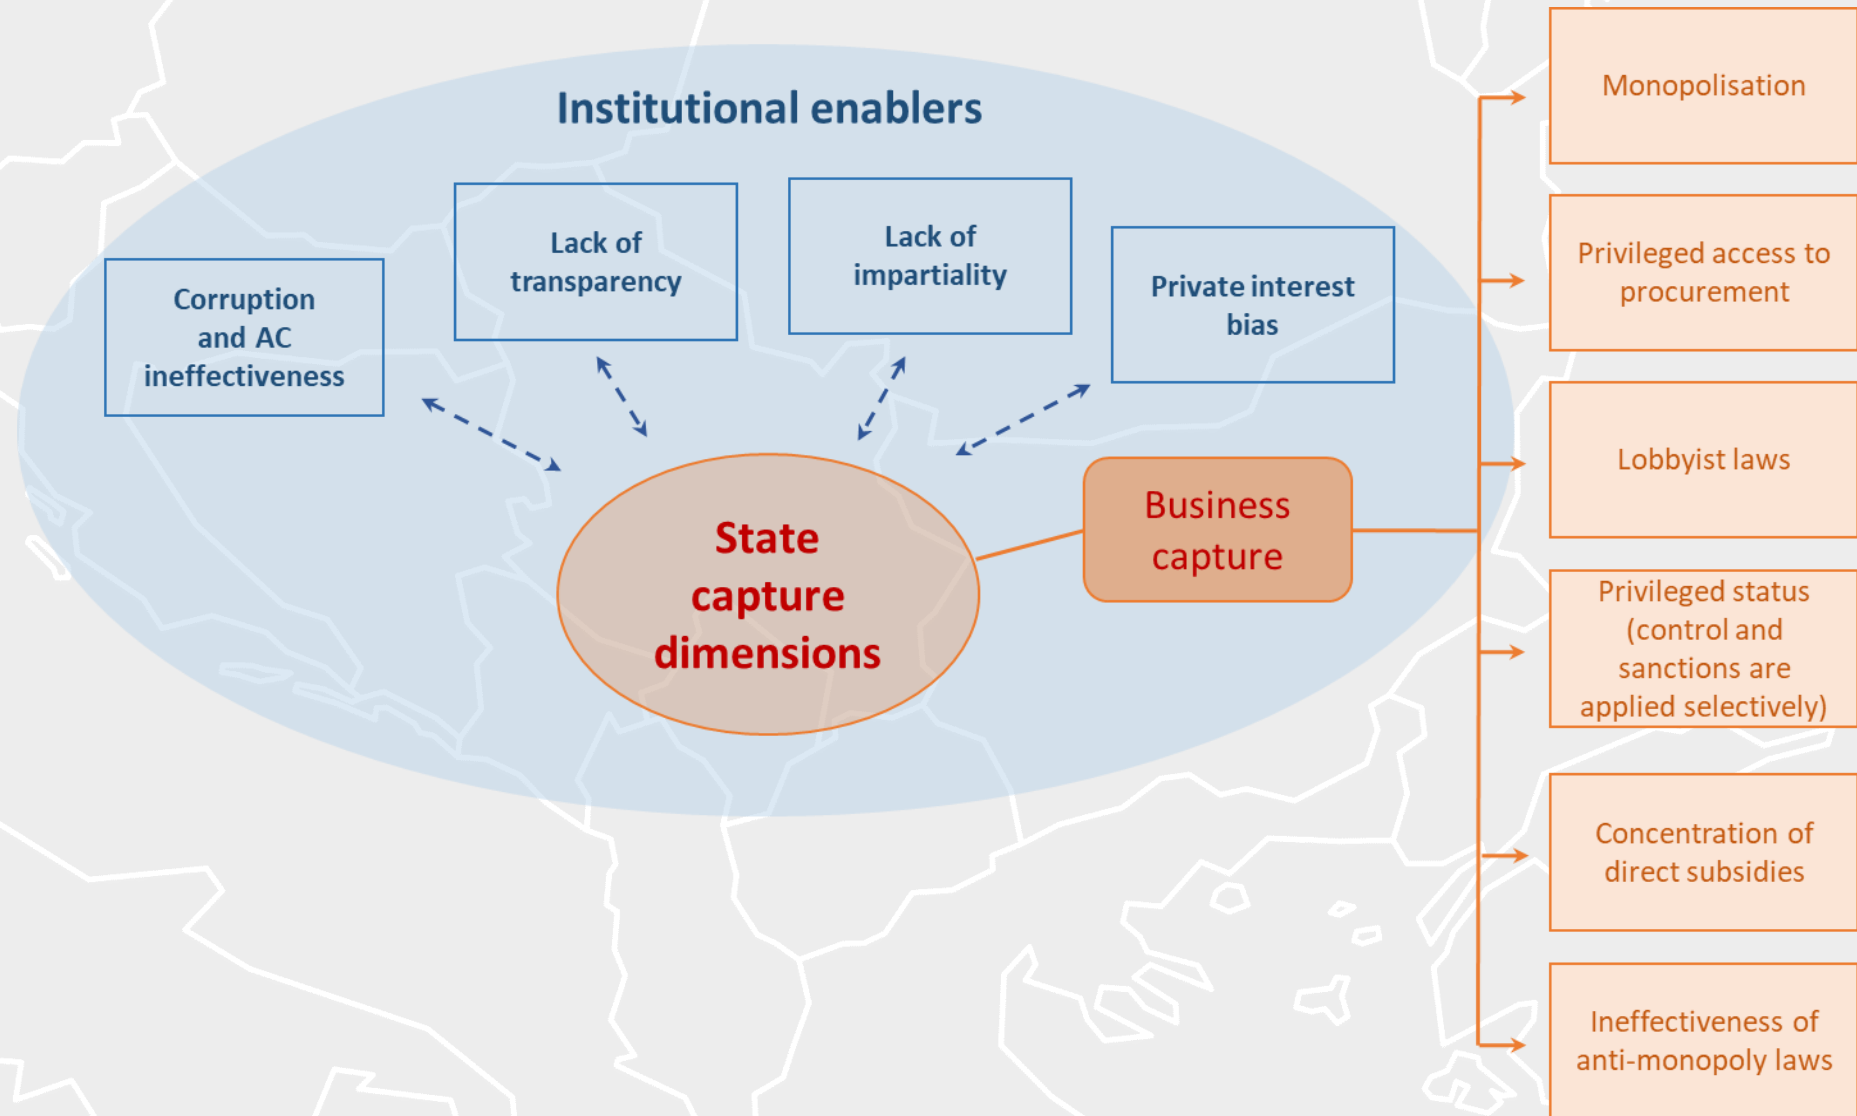 Institutional enablers
Corruption
and AC
ineffectiveness
Lack of
transparency
Lack of
impartiality
Private interest
bias
State
capture
dimensions
Business
capture
Monopolisation
Privileged access to
procurement
Lobbyist laws
Privileged status
(control and
sanctions are
applied selectively)
Concentration of
direct subsidies
Ineffectiveness of
anti-monopoly laws